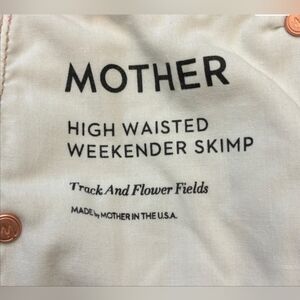 MOTHER
HIGH WAISTED
WEEKENDER SKIMP
Track And Flower Fields
MADE by MOTHER IN THE U.S.A.